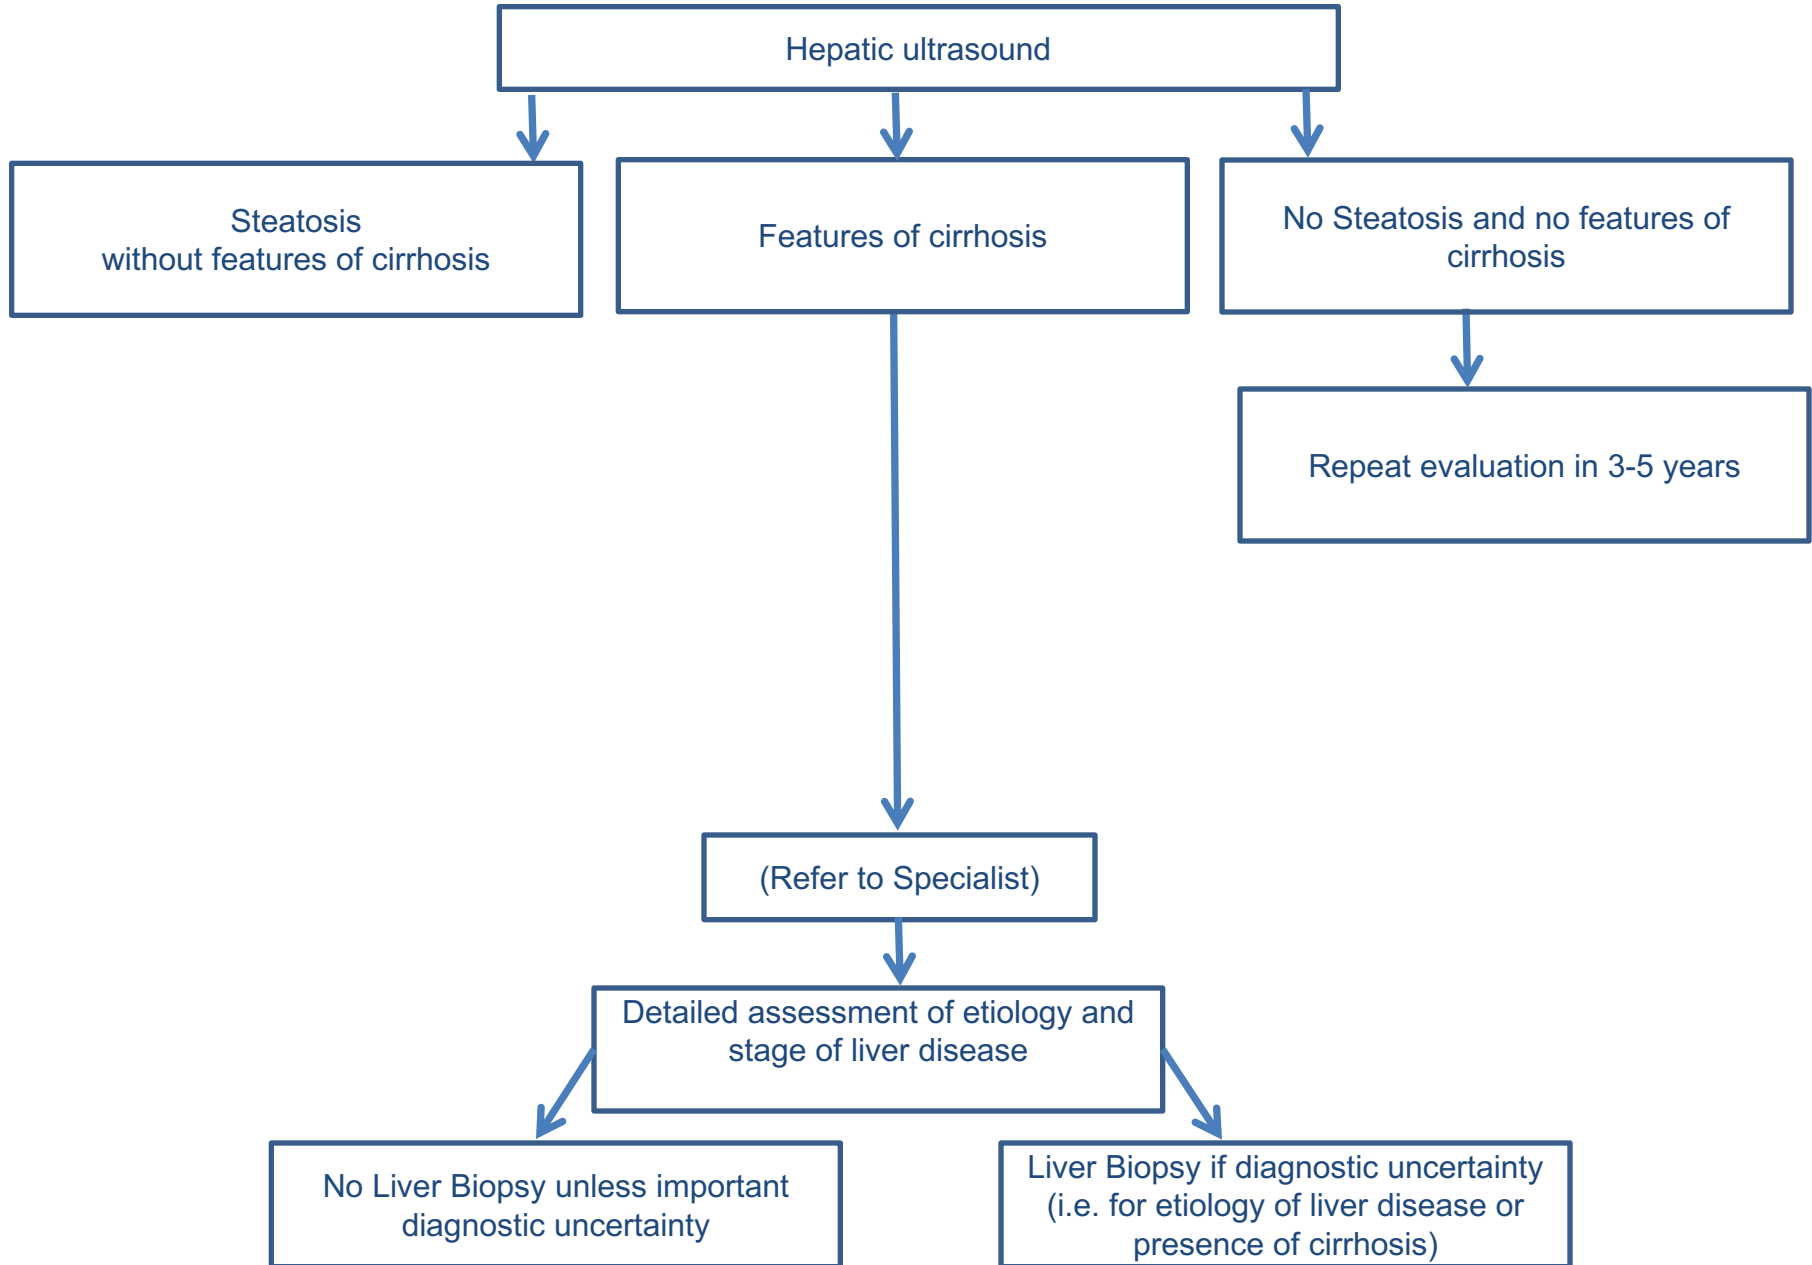 Hepatic ultrasound
Steatosis
without features of cirrhosis
Features of cirrhosis
No Steatosis and no features of
cirrhosis
Repeat evaluation in 3-5 years
(Refer to Specialist)
Detailed assessment of etiology and
stage of liver disease
No Liver Biopsy unless important
diagnostic uncertainty
Liver Biopsy if diagnostic uncertainty
(i.e. for etiology of liver disease or
presence of cirrhosis)